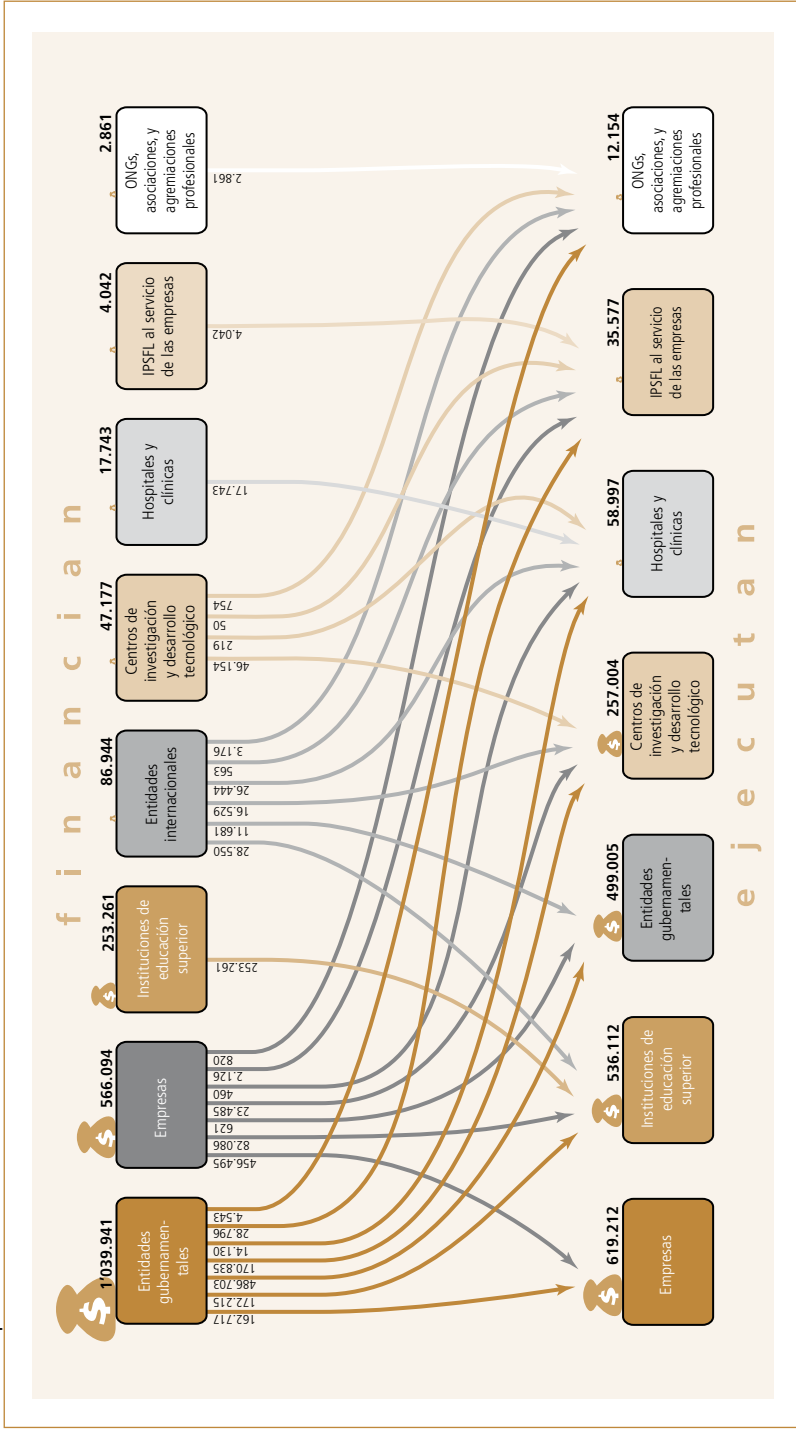 f i n a n c i a n
1'039.941
Entidades
gubernamen-
tales
566.094
Empresas
253.261
Instituciones de
educación
superior
86.944
Entidades
internacionales
47.177
Centros de
investigación
y desarrollo
tecnológico
17.743
Hospitales y
clínicas
4.042
IPSFL al servicio
de las empresas
2.861
ONGs,
asociaciones, y
agremiaciones
profesionales
162.717
172.215
486.703
170.835
14.130
28.796
4.543
456.495
82.086
621
23.485
460
2.126
820
253.261
28.550
11.681
16.529
26.444
563
3.176
46.154
219
50
754
17.743
4.042
2.861
$
$
$
$
$
$
$
619.212
Empresas
536.112
Instituciones de
educación
superior
499.005
Entidades
gubernamen-
tales
257.004
Centros de
investigación
y desarrollo
tecnológico
58.997
Hospitales y
clínicas
35.577
IPSFL al servicio
de las empresas
12.154
ONGs,
asociaciones, y
agremiaciones
profesionales
e j e c u t a n